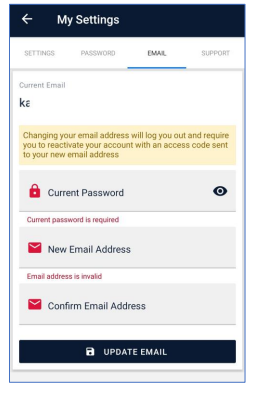 My Settings
SETTINGS PASSWORD EMAIL SUPPORT
Current Email
ka
Changing your email address will log you out and require
you to reactivate your account with an access code sent
to your new email address
Current Password
Current password is required
New Email Address
Email address is invalid
Confirm Email Address
UPDATE EMAIL